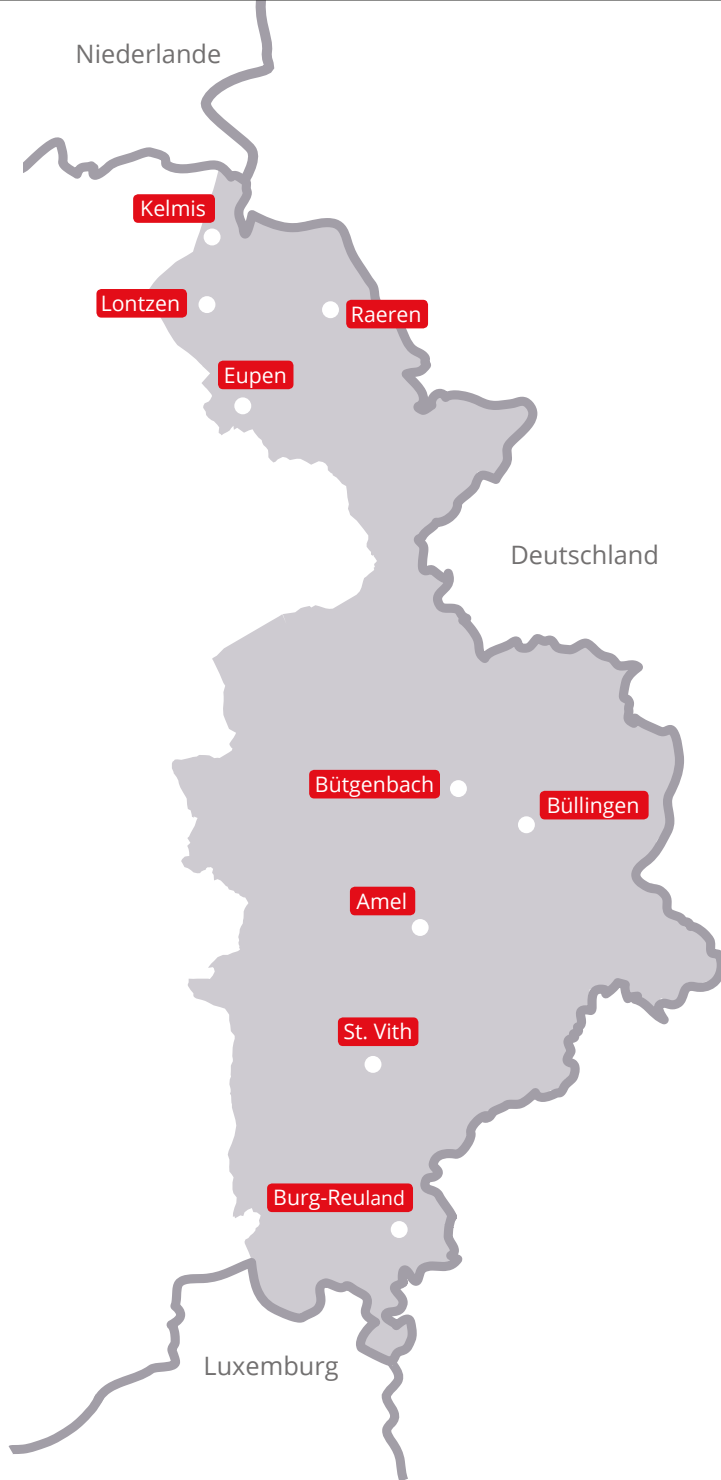 Niederlande
Kelmis
Lontzen
Raeren
Eupen
Deutschland
Bütgenbach
Büllingen
Amel
St. Vith
Burg-Reuland
Luxemburg